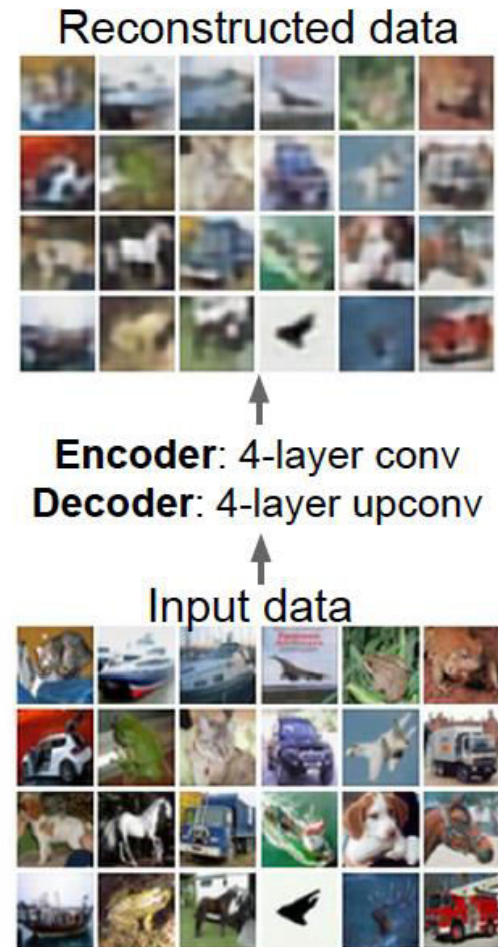 Reconstructed data
Encoder: 4-layer conv
Decoder: 4-layer upconv
Input data